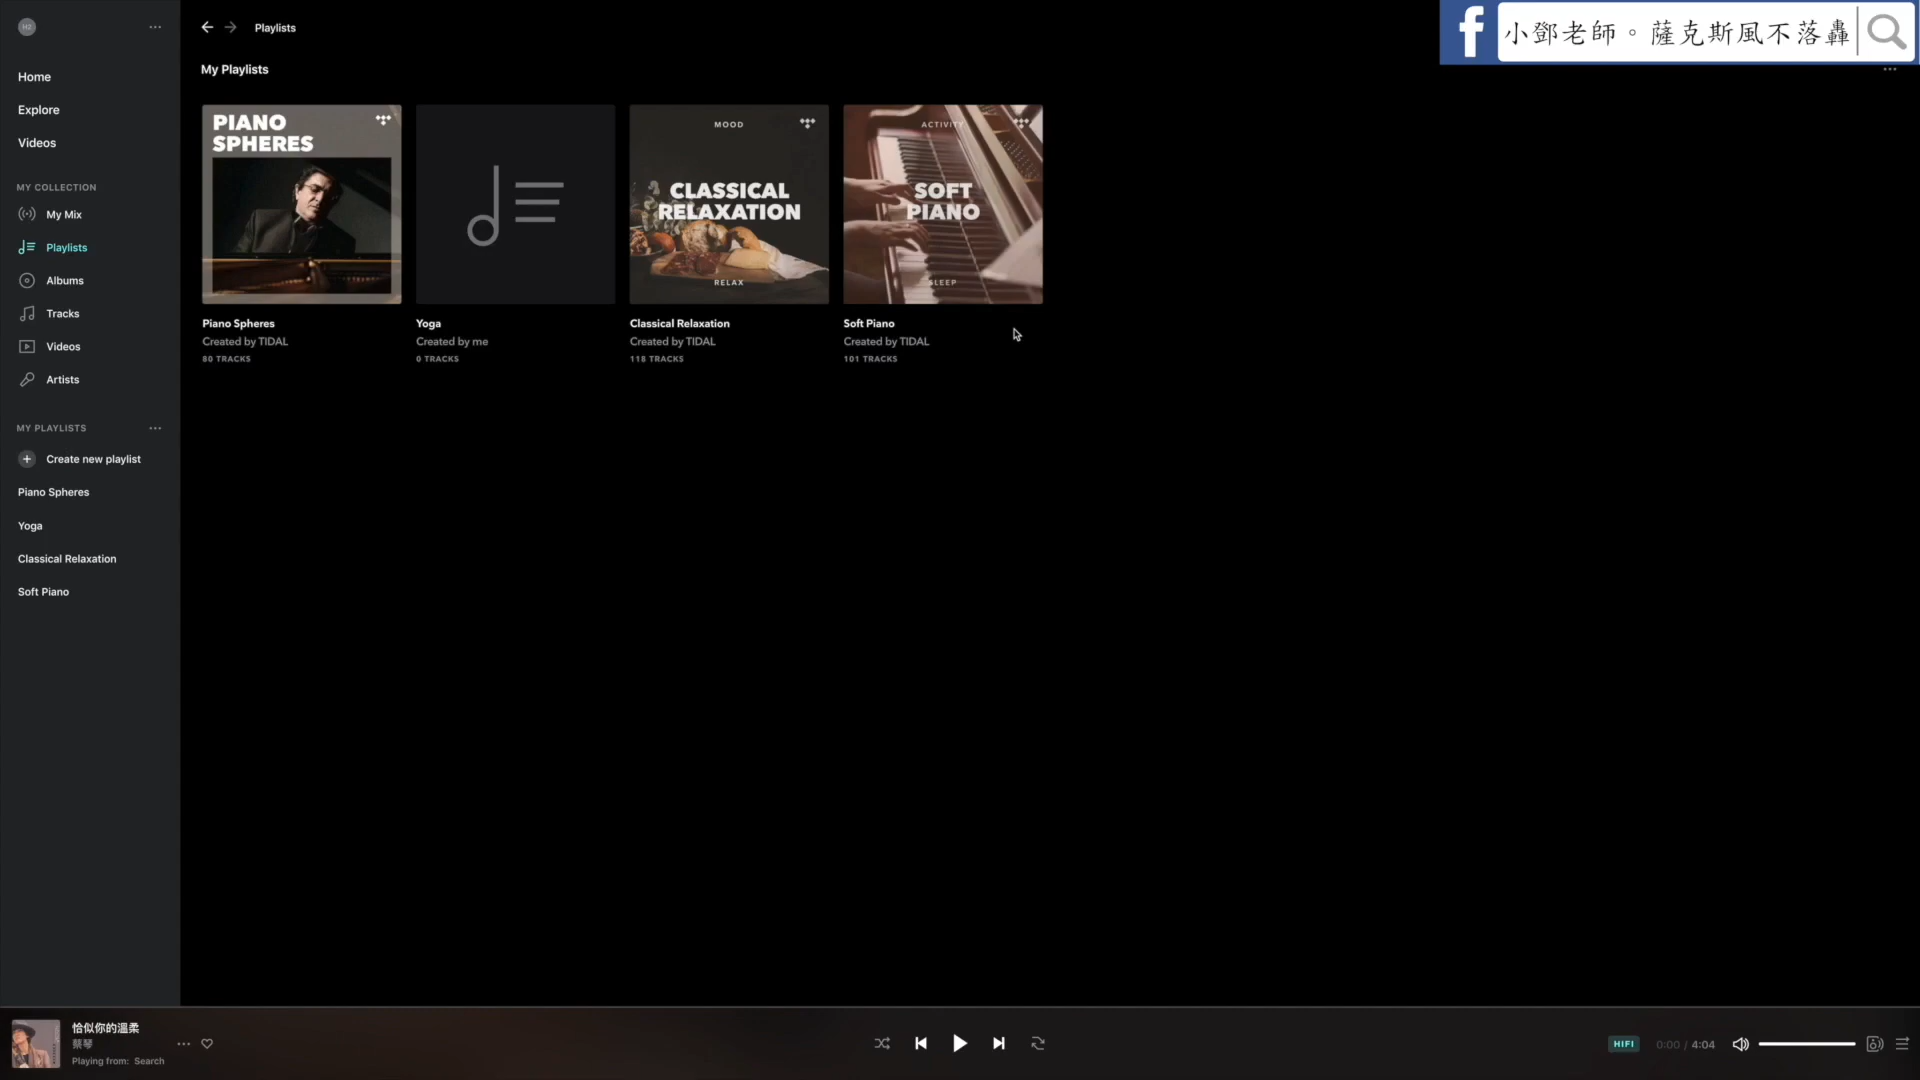 Playlists
小鄧老師。薩克斯風不落轟
Home
Explore
Videos
MY COLLECTION
My Mix
Playlists
Albums
Tracks
Videos
Artists
MY PLAYLISTS
Create new playlist
Piano Spheres
Yoga
Classical Relaxation
Soft Piano
My Playlists
PIANO
SPHERES
Piano Spheres
Created by TIDAL
80 TRACKS
Yoga
Created by me
0 TRACKS
MOOD
CLASSICAL
RELAXATION
RELAX
Classical Relaxation
Created by TIDAL
118 TRACKS
ACTIVITY
SOFT
PIANO
SLEEP
Soft Piano
Created by TIDAL
101 TRACKS
恰似你的溫柔
蔡琴
Playing from: Search
HIFI
0:00 / 4:04